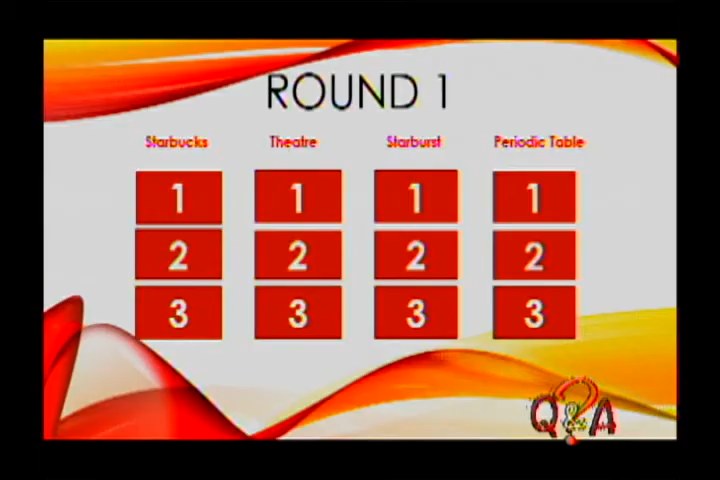 ROUND 1
Starbucks Theatre Starburst Periodic Table
1 1 1 1
2 2 2 2
3 3 3 3
Q&A